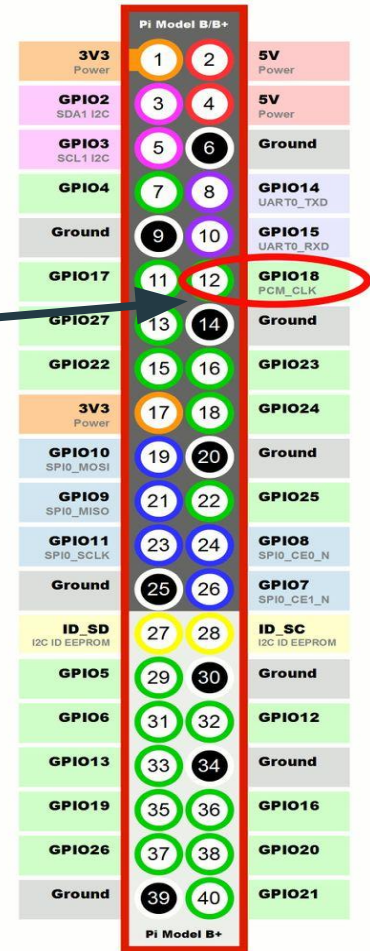 Pi Model B/B+
3V3 1 2 5V
Power Power
GPIO2 3 4 5V
SDA1 I2C Power
GPIO3 5 6 Ground
SCL1 I2C
GPIO4 7 8 GPIO14
UART0_TXD
Ground 9 10 GPIO15
UART0_RXD
GPIO17 11 12 GPIO18
PCM_CLK
GPIO27 13 14 Ground
GPIO22 15 16 GPIO23
3V3 17 18 GPIO24
Power
GPIO10 19 20 Ground
SPI0_MOSI
GPIO9 21 22 GPIO25
SPI0_MISO
GPIO11 23 24 GPIO8
SPI0_SCLK SPI0_CE0_N
Ground 25 26 GPIO7
SPI0_CE1_N
ID_SD 27 28 ID_SC
I2C ID EEPROM I2C ID EEPROM
GPIO5 29 30 Ground
GPIO6 31 32 GPIO12
GPIO13 33 34 Ground
GPIO19 35 36 GPIO16
GPIO26 37 38 GPIO20
Ground 39 40 GPIO21
Pi Model B+